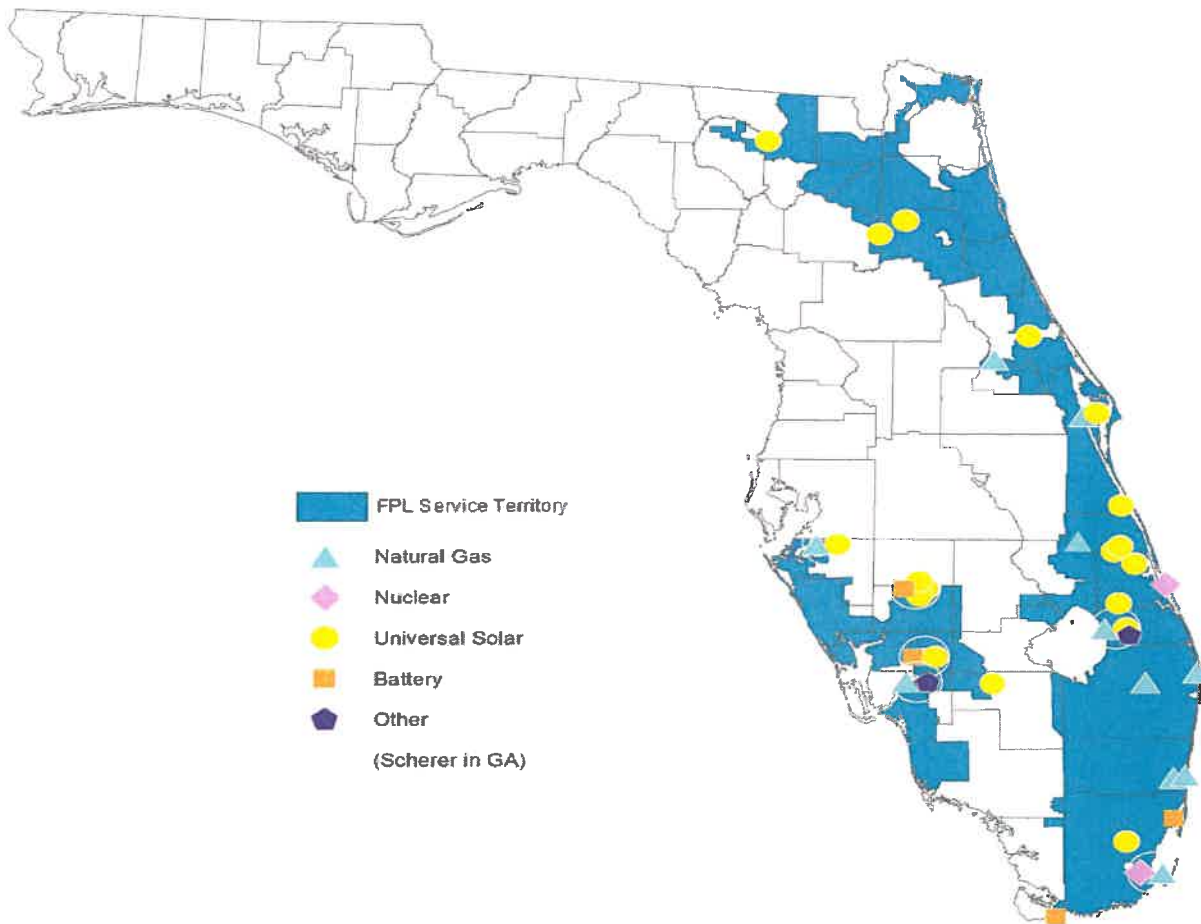 FPL Service Territory
Natural Gas
Nuclear
Universal Solar
Battery
Other
(Scherer in GA)